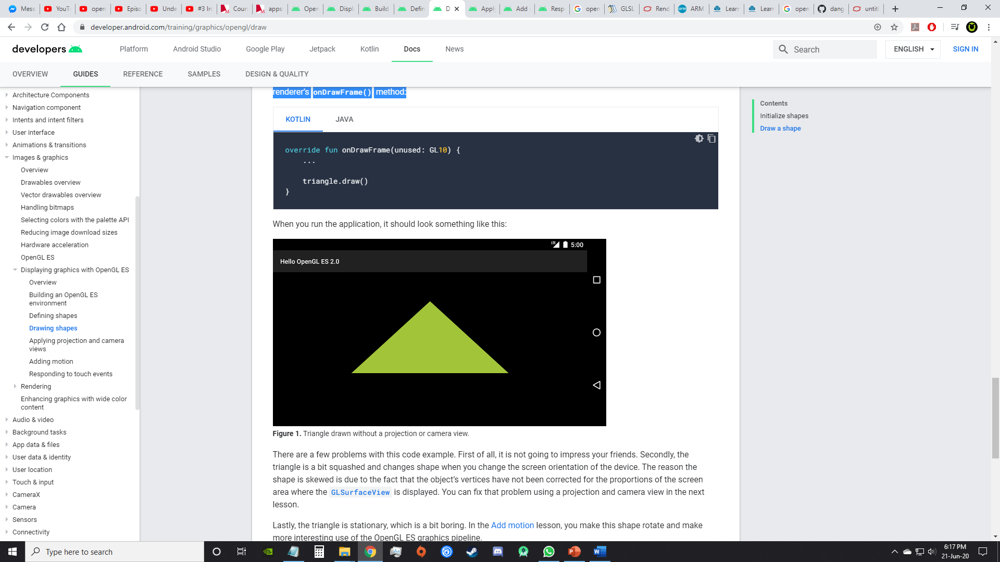 Mess
YouTu
open
Episo
Unde
#3 In
Cours
apps
Open
Displa
Build
Defin
D
Apply
Add
Respo
open
GLSL
Rend
ARM
Learn
Learn
open
dang
untitl
developer.android.com/training/graphics/opengl/draw
developers
Platform
Android Studio
Google Play
Jetpack
Kotlin
Docs
News
Search
ENGLISH
SIGN IN
OVERVIEW
GUIDES
REFERENCE
SAMPLES
DESIGN & QUALITY
Architecture Components
Navigation component
Intents and intent filters
User interface
Animations & transitions
Images & graphics
Overview
Drawables overview
Vector drawables overview
Handling bitmaps
Selecting colors with the palette API
Reducing image download sizes
Hardware acceleration
OpenGL ES
Displaying graphics with OpenGL ES
Overview
Building an OpenGL ES
environment
Defining shapes
Drawing shapes
Applying projection and camera
views
Adding motion
Responding to touch events
Rendering
Enhancing graphics with wide color
content
Audio & video
Background tasks
App data & files
User data & identity
User location
Touch & input
CameraX
Camera
Sensors
Connectivity
renderer's onDrawFrame() method:
KOTLIN
JAVA
override fun onDrawFrame(unused: GL10) {
...
triangle.draw()
}
When you run the application, it should look something like this:
LTE 5:00
Hello OpenGL ES 2.0
Figure 1. Triangle drawn without a projection or camera view.
There are a few problems with this code example. First of all, it is not going to impress your friends. Secondly, the
triangle is a bit squashed and changes shape when you change the screen orientation of the device. The reason the
shape is skewed is due to the fact that the object's vertices have not been corrected for the proportions of the screen
area where the GLSurfaceView is displayed. You can fix that problem using a projection and camera view in the next
lesson.
Lastly, the triangle is stationary, which is a bit boring. In the Add motion lesson, you make this shape rotate and make
more interesting use of the OpenGL ES graphics pipeline.
Contents
Initialize shapes
Draw a shape
Type here to search
6:17 PM
21-Jun-20